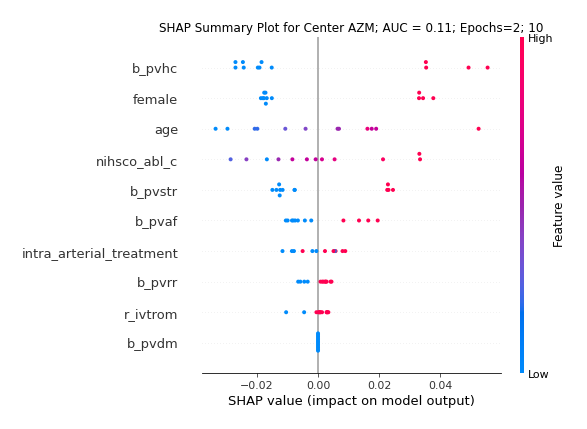 SHAP Summary Plot for Center AZM; AUC = 0.11; Epochs=2; 10
High
b_pvhc
female
age
nihsco_abl_c
b_pvstr
b_pvaf
intra_arterial_treatment
b_pvrr
r_ivtrom
b_pvdm
Feature value
Low
−0.02 0.00 0.02 0.04
SHAP value (impact on model output)